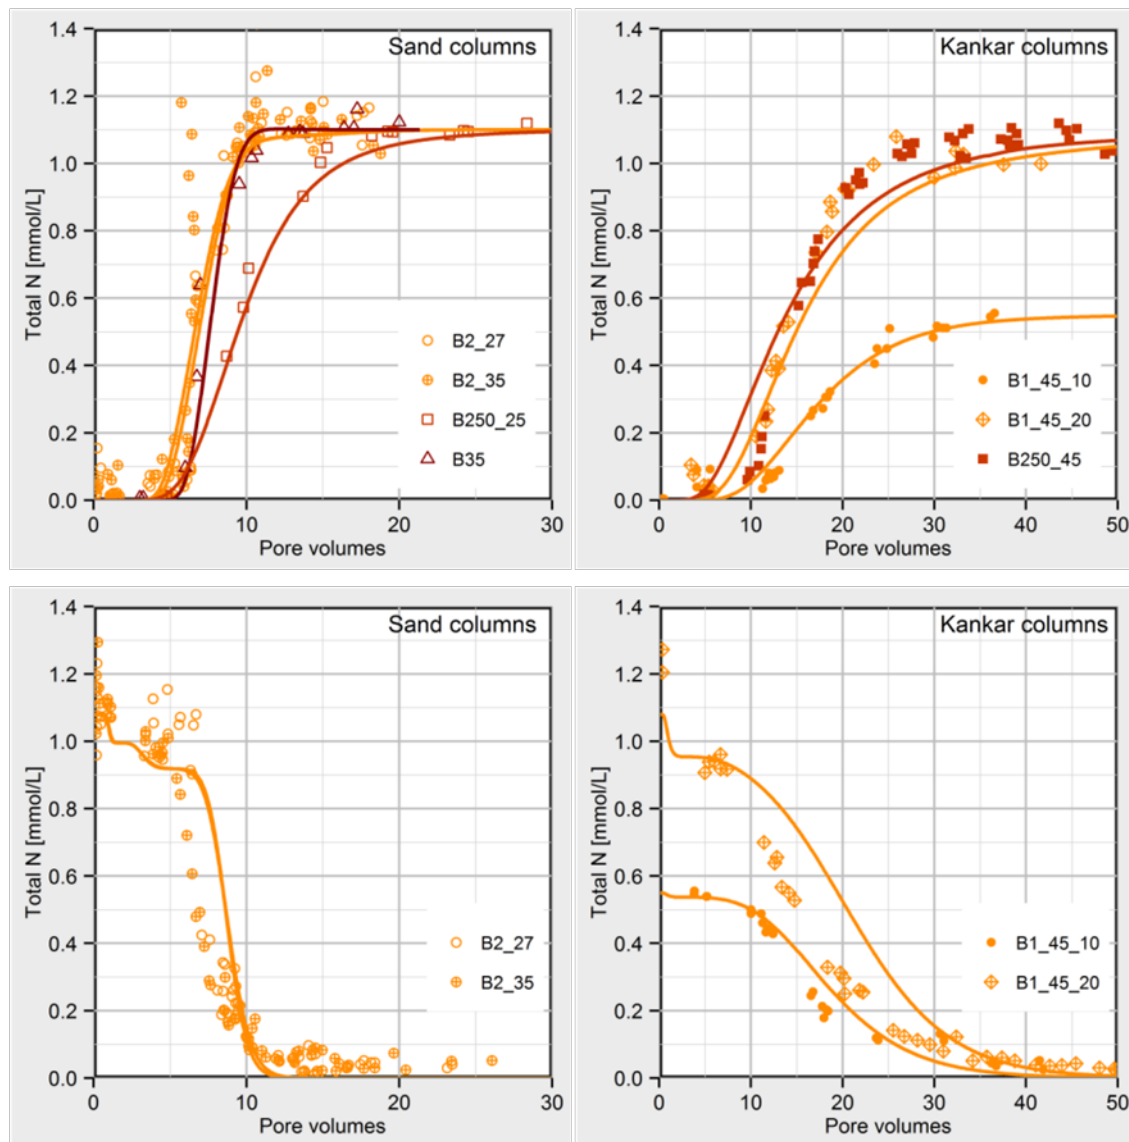 Sand columns
Total N [mmol/L]
1.4
1.2
1.0
0.8
0.6
0.4
0.2
0.0
B2_27
B2_35
B250_25
B35
0 10 20 30
Pore volumes
Kankar columns
Total N [mmol/L]
1.4
1.2
1.0
0.8
0.6
0.4
0.2
0.0
B1_45_10
B1_45_20
B250_45
0 10 20 30 40 50
Pore volumes
Sand columns
Total N [mmol/L]
1.4
1.2
1.0
0.8
0.6
0.4
0.2
0.0
B2_27
B2_35
0 10 20 30
Pore volumes
Kankar columns
Total N [mmol/L]
1.4
1.2
1.0
0.8
0.6
0.4
0.2
0.0
B1_45_10
B1_45_20
0 10 20 30 40 50
Pore volumes